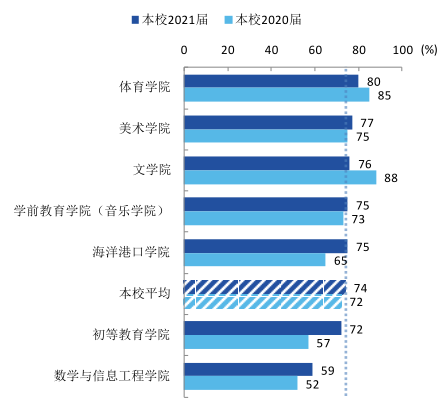 本校2021届 本校2020届
0 20 40 60 80 100 (%)
体育学院 80
85
美术学院 77
75
文学院 76
88
学前教育学院（音乐学院） 75
73
海洋港口学院 75
65
本校平均 74
72
初等教育学院 72
57
数学与信息工程学院 59
52